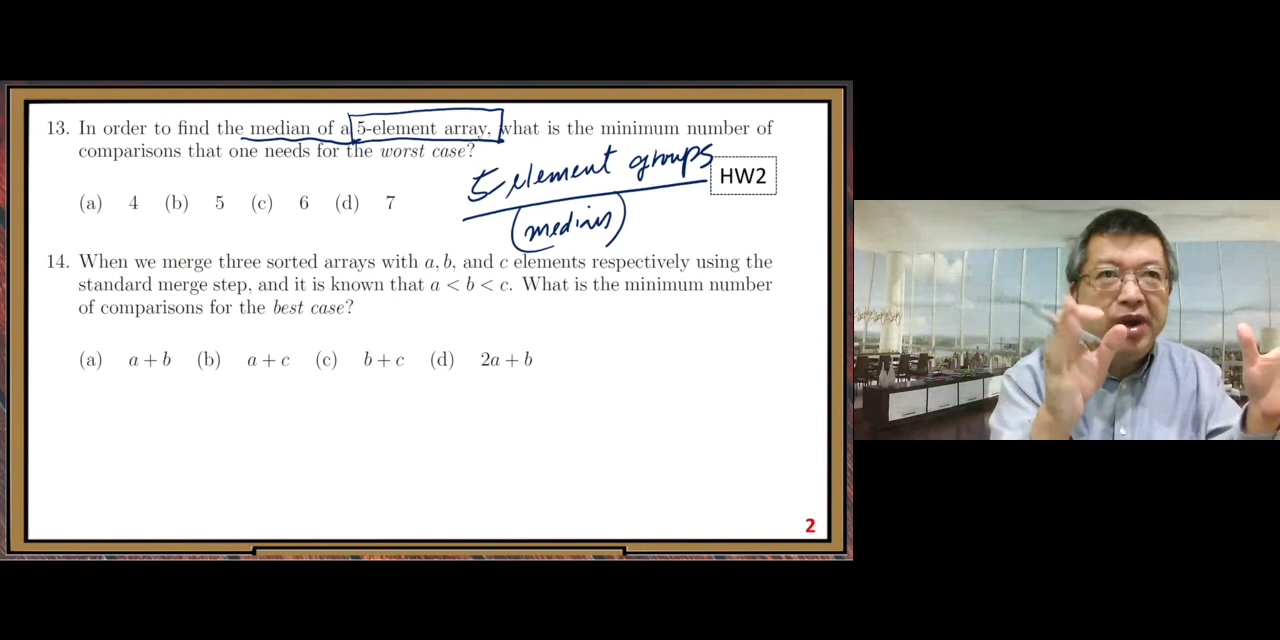 13. In order to find the median of a 5-element array, what is the minimum number of
comparisons that one needs for the worst case?
5 element groups
HW2
(a) 4 (b) 5 (c) 6 (d) 7
(medians)
14. When we merge three sorted arrays with a, b, and c elements respectively using the
standard merge step, and it is known that a < b < c. What is the minimum number
of comparisons for the best case?
(a) a + b (b) a + c (c) b + c (d) 2a + b
2